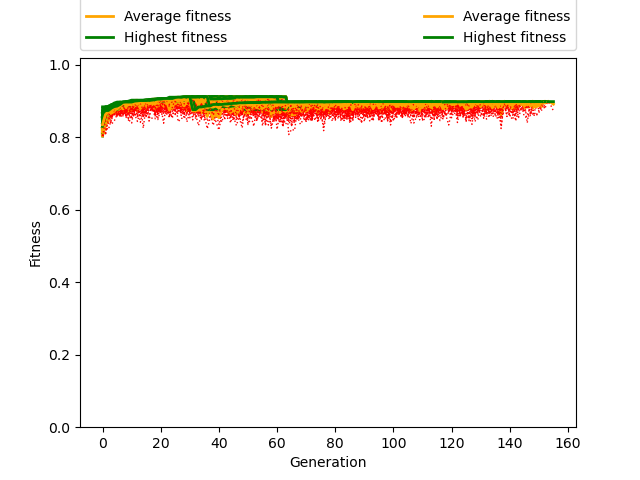 Average fitness Average fitness
Highest fitness Highest fitness
1.0
0.8
0.6
0.4
0.2
0.0
Fitness
0 20 40 60 80 100 120 140 160
Generation